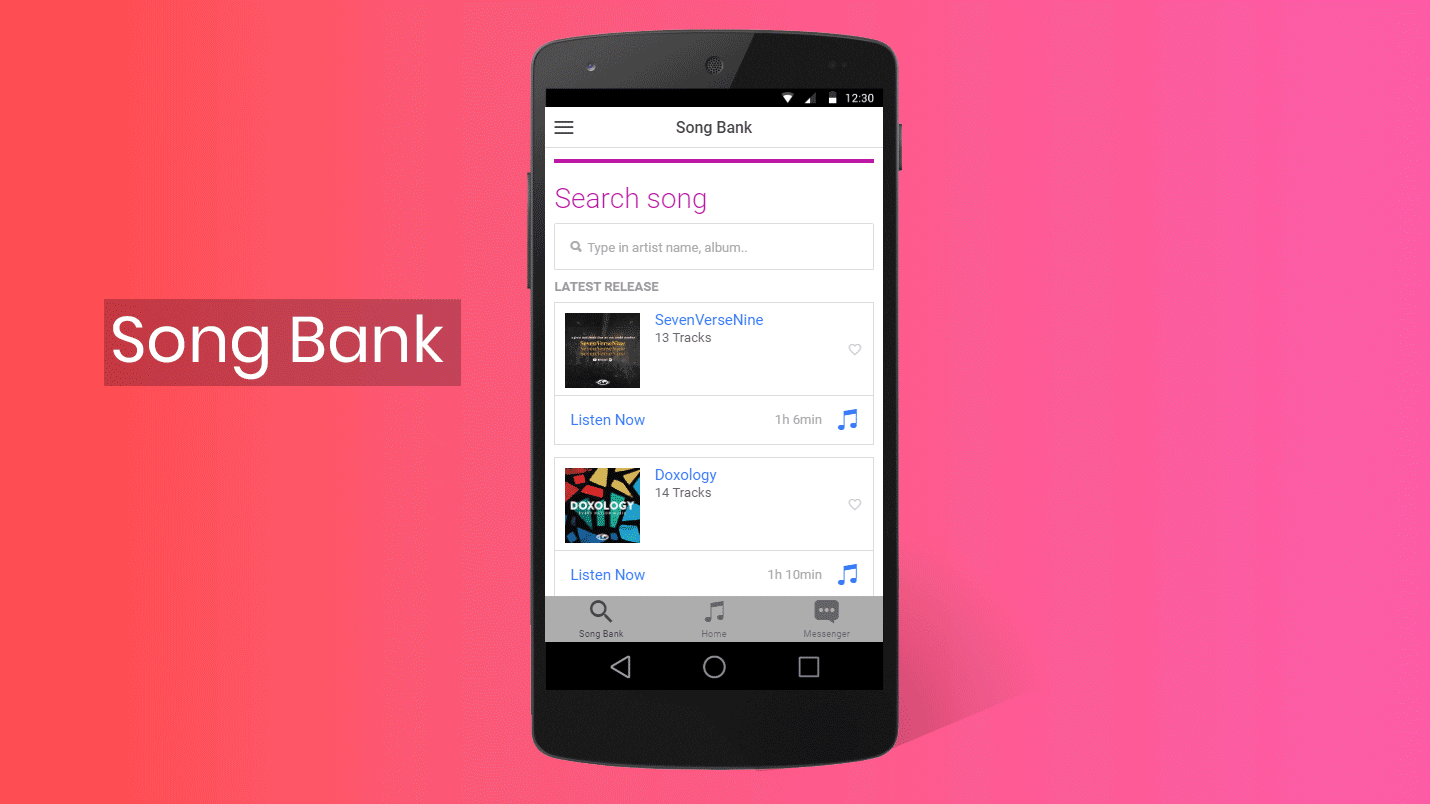 Song Bank
12:30
Song Bank
Search song
Type in artist name, album..
LATEST RELEASE
SevenVerseNine
13 Tracks
SevenVerseNine
Listen Now
1h 6min
Doxology
14 Tracks
DOXOLOGY
Listen Now
1h 10min
Song Bank
Home
Messenger